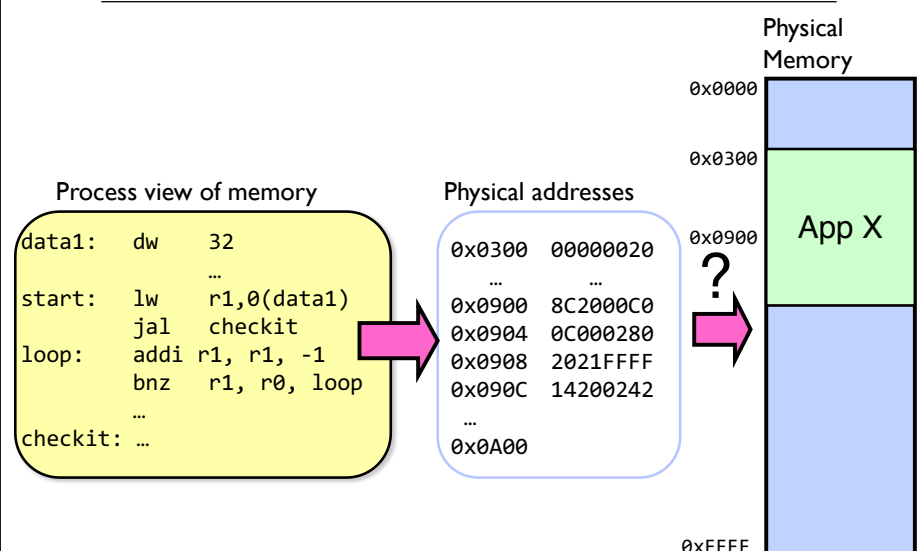 Physical
Memory
0x0000
0x0300
Process view of memory
Physical addresses
data1: dw 32
…
start: lw r1,0(data1)
jal checkit
loop: addi r1, r1, -1
bnz r1, r0, loop
…
checkit: …
0x0300 00000020
… …
0x0900 8C2000C0
0x0904 0C000280
0x0908 2021FFFF
0x090C 14200242
…
0x0A00
0x0900
?
App X
0xFFFF